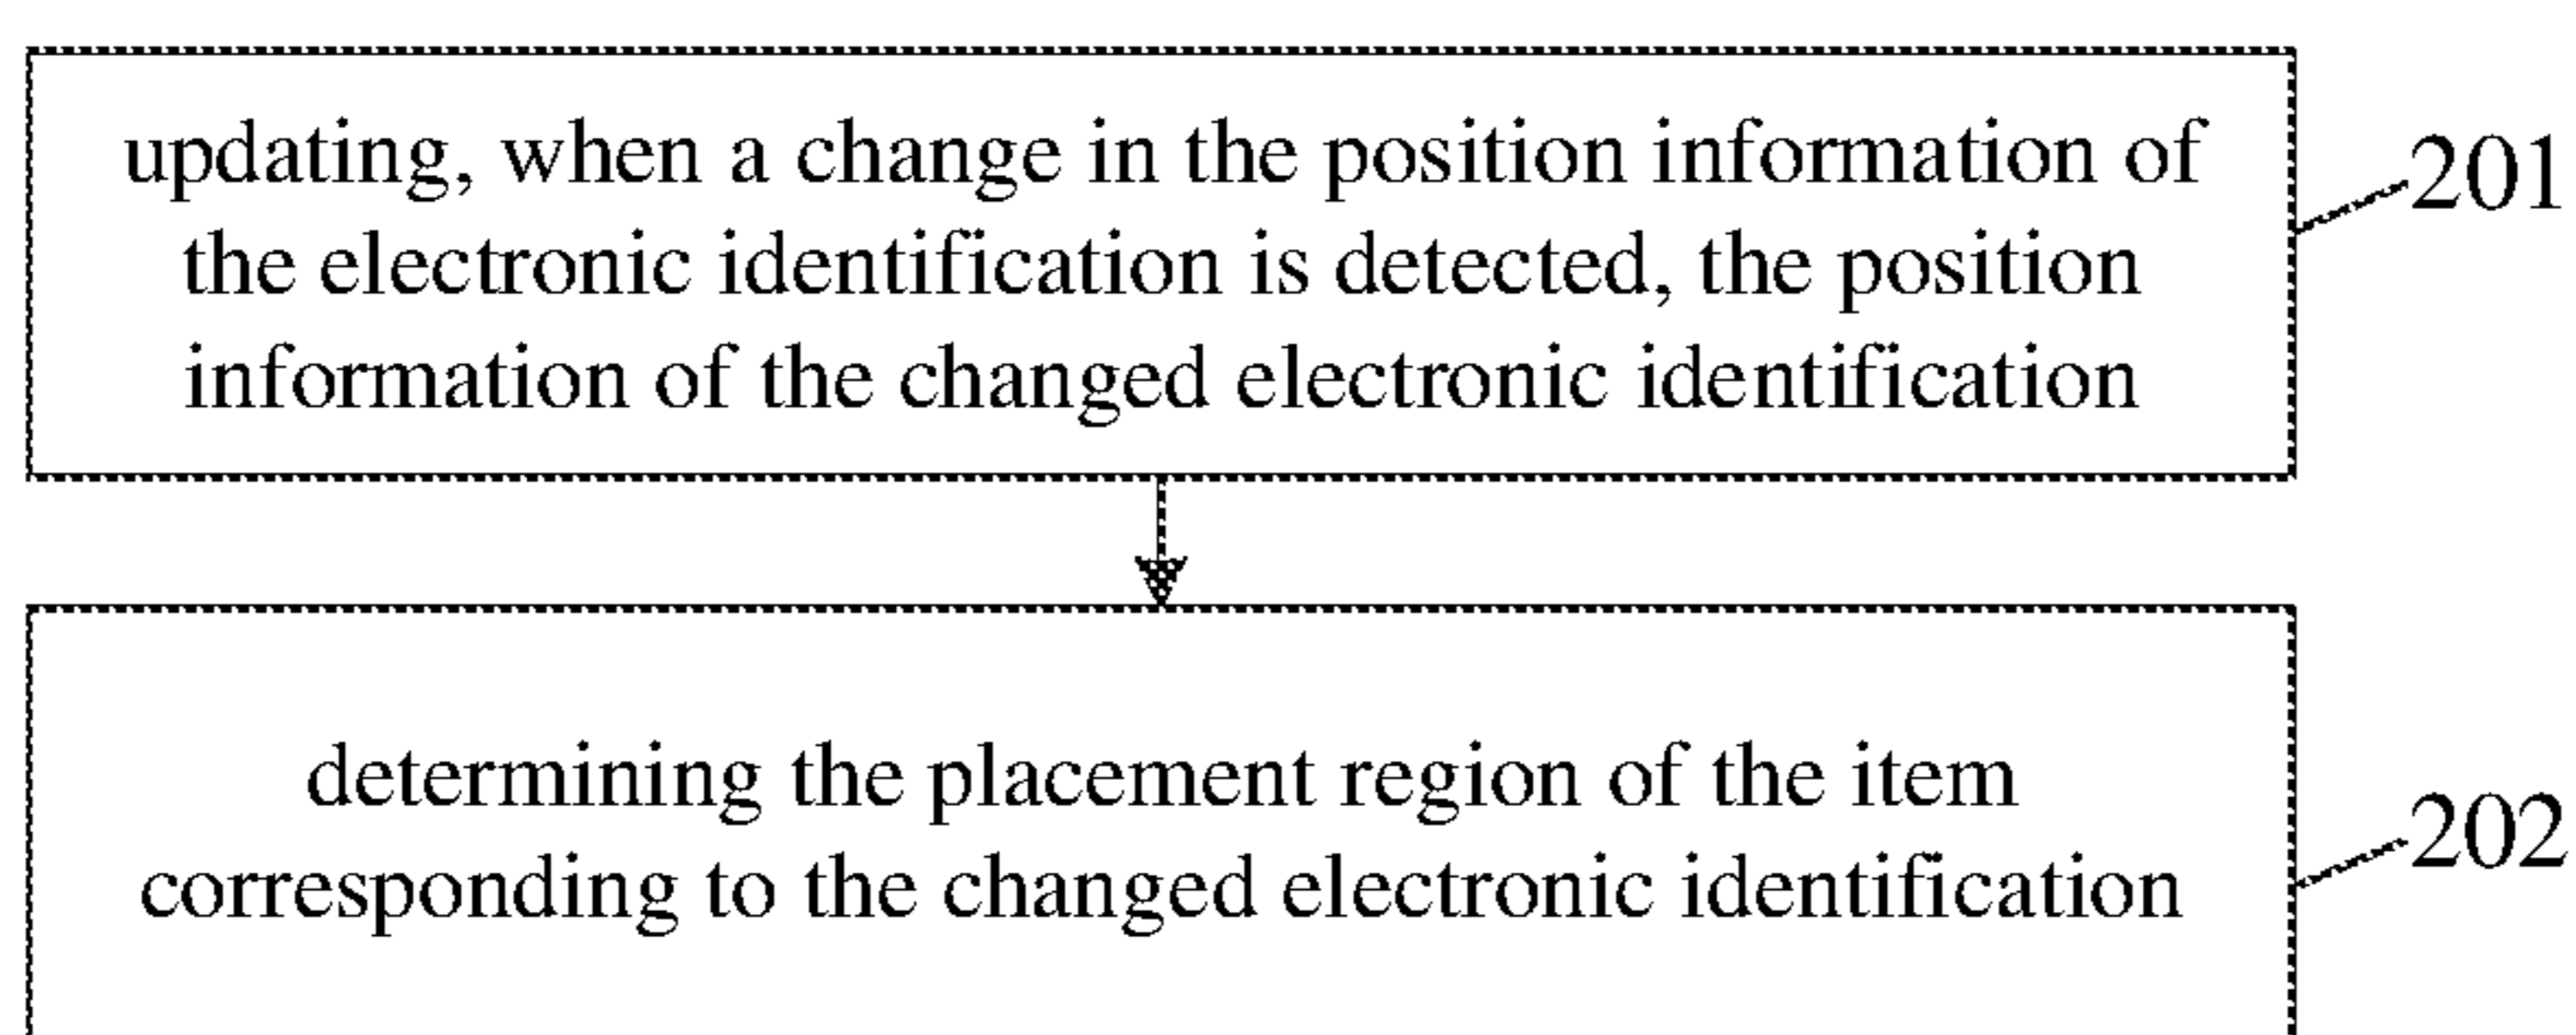 updating, when a change in the position information of
the electronic identification is detected, the position
information of the changed electronic identification
201
determining the placement region of the item
corresponding to the changed electronic identification
202